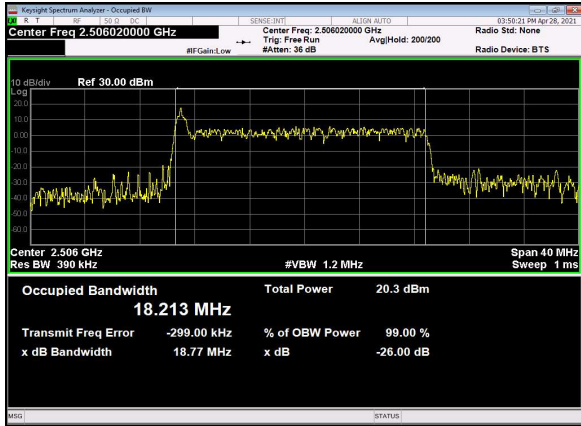 Keysight Spectrum Analyzer - Occupied BW
LXI R T RF 50 Ω DC SENSE:INT ALIGN AUTO 03:50:21 PM Apr 28, 2021
Center Freq 2.506020000 GHz Center Freq: 2.506020000 GHz Radio Std: None
Trig: Free Run Avg|Hold: 200/200
#IFGain:Low #Atten: 36 dB Radio Device: BTS
10 dB/div Ref 30.00 dBm
Log
20.0
10.0
0.00
-10.0
-20.0
-30.0
-40.0
-50.0
-60.0
Center 2.506 GHz Span 40 MHz
Res BW 390 kHz #VBW 1.2 MHz Sweep 1 ms
Occupied Bandwidth Total Power 20.3 dBm
18.213 MHz
Transmit Freq Error -299.00 kHz % of OBW Power 99.00 %
x dB Bandwidth 18.77 MHz x dB -26.00 dB
MSG STATUS